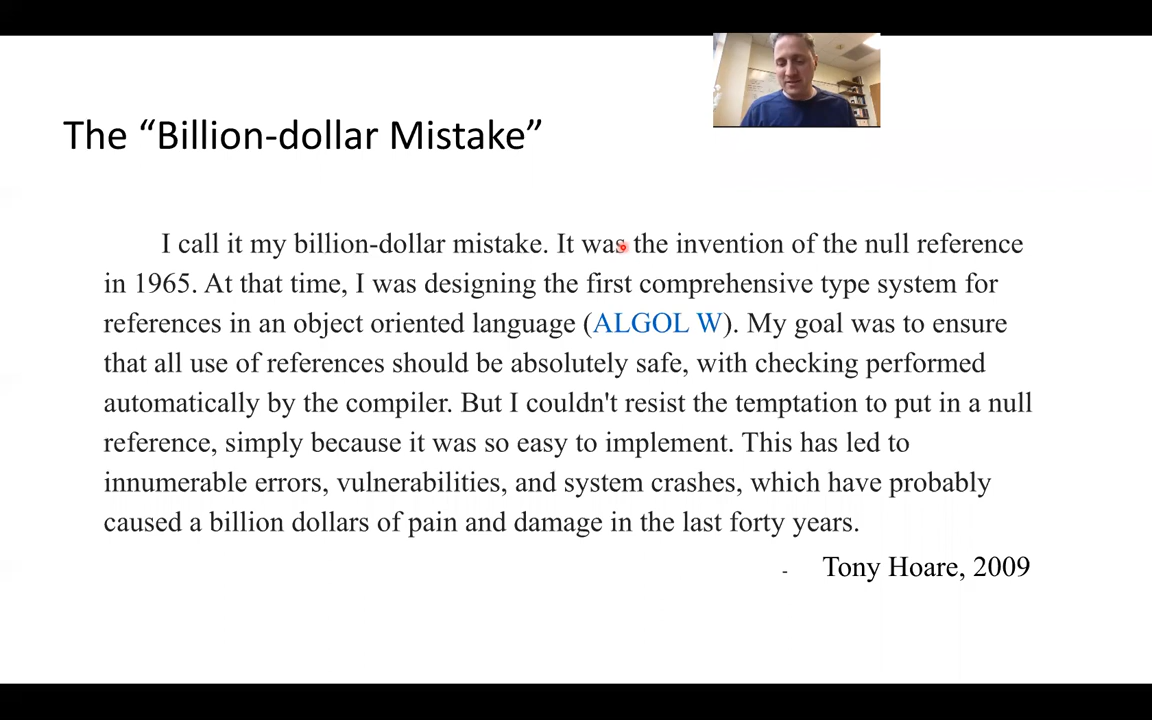 The “Billion-dollar Mistake”
I call it my billion-dollar mistake. It was the invention of the null reference
in 1965. At that time, I was designing the first comprehensive type system for
references in an object oriented language (ALGOL W). My goal was to ensure
that all use of references should be absolutely safe, with checking performed
automatically by the compiler. But I couldn't resist the temptation to put in a null
reference, simply because it was so easy to implement. This has led to
innumerable errors, vulnerabilities, and system crashes, which have probably
caused a billion dollars of pain and damage in the last forty years.
- Tony Hoare, 2009